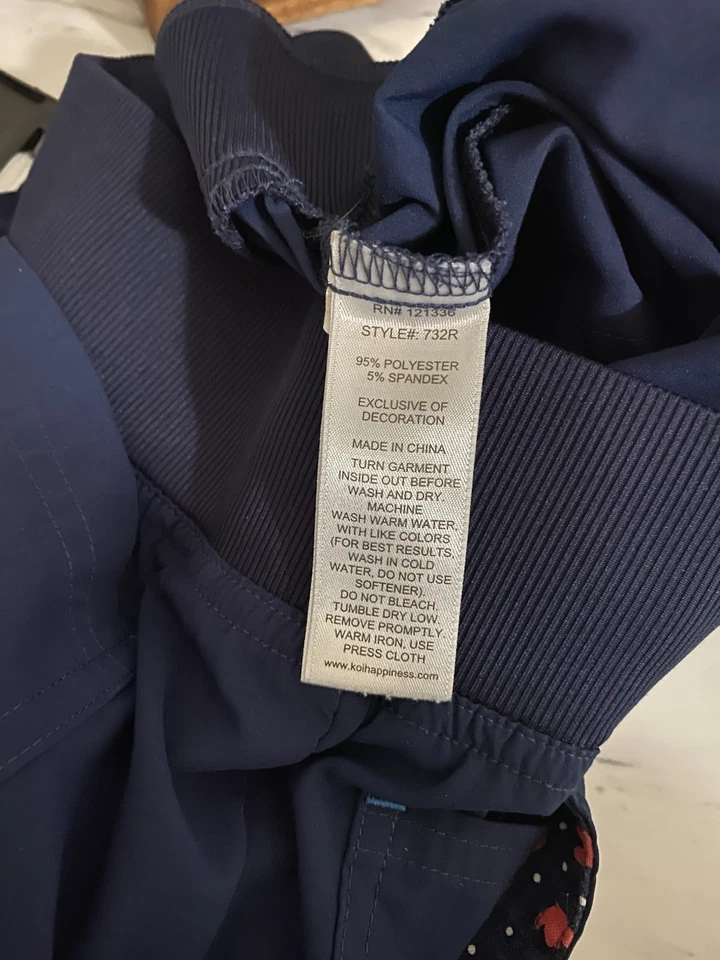 RN# 121336
STYLE#: 732R
95% POLYESTER
5% SPANDEX
EXCLUSIVE OF
DECORATION
MADE IN CHINA
TURN GARMENT
INSIDE OUT BEFORE
WASH AND DRY.
MACHINE
WASH WARM WATER,
WITH LIKE COLORS
(FOR BEST RESULTS,
WASH IN COLD
WATER, DO NOT USE
SOFTENER).
DO NOT BLEACH.
TUMBLE DRY LOW.
REMOVE PROMPTLY.
WARM IRON, USE
PRESS CLOTH
www.koihappiness.com